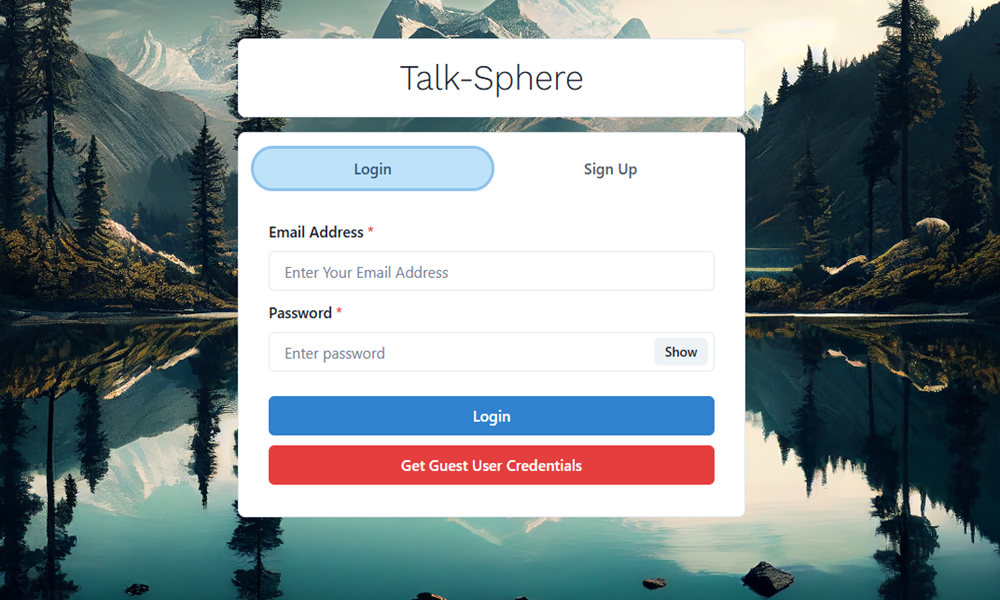 Talk-Sphere
Login
Sign Up
Email Address *
Enter Your Email Address
Password *
Enter password
Show
Login
Get Guest User Credentials